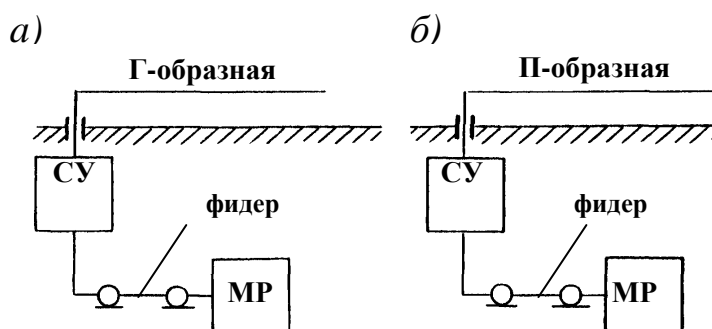 а)
Г-образная
СУ
фидер
МР
б)
П-образная
СУ
фидер
МР